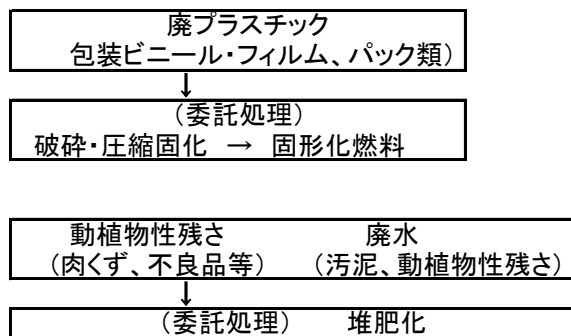 廃プラスチック
包装ビニール・フィルム、パック類）
↓
（委託処理）
破砕・圧縮固化 → 固形化燃料
動植物性残さ 廃水
（肉くず、不良品等） （汚泥、動植物性残さ）
↓
（委託処理） 堆肥化